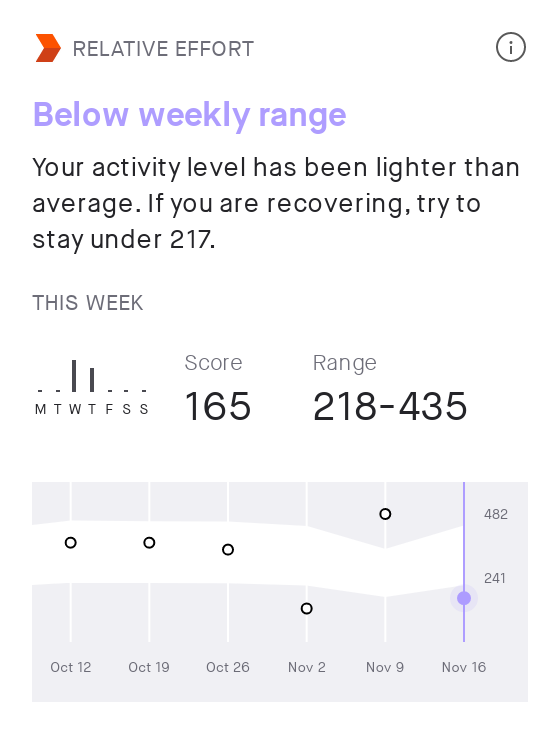 RELATIVE EFFORT
Below weekly range
Your activity level has been lighter than
average. If you are recovering, try to
stay under 217.
THIS WEEK
Score
Range
M T W T F S S
165
218-435
482
241
Oct 12
Oct 19
Oct 26
Nov 2
Nov 9
Nov 16